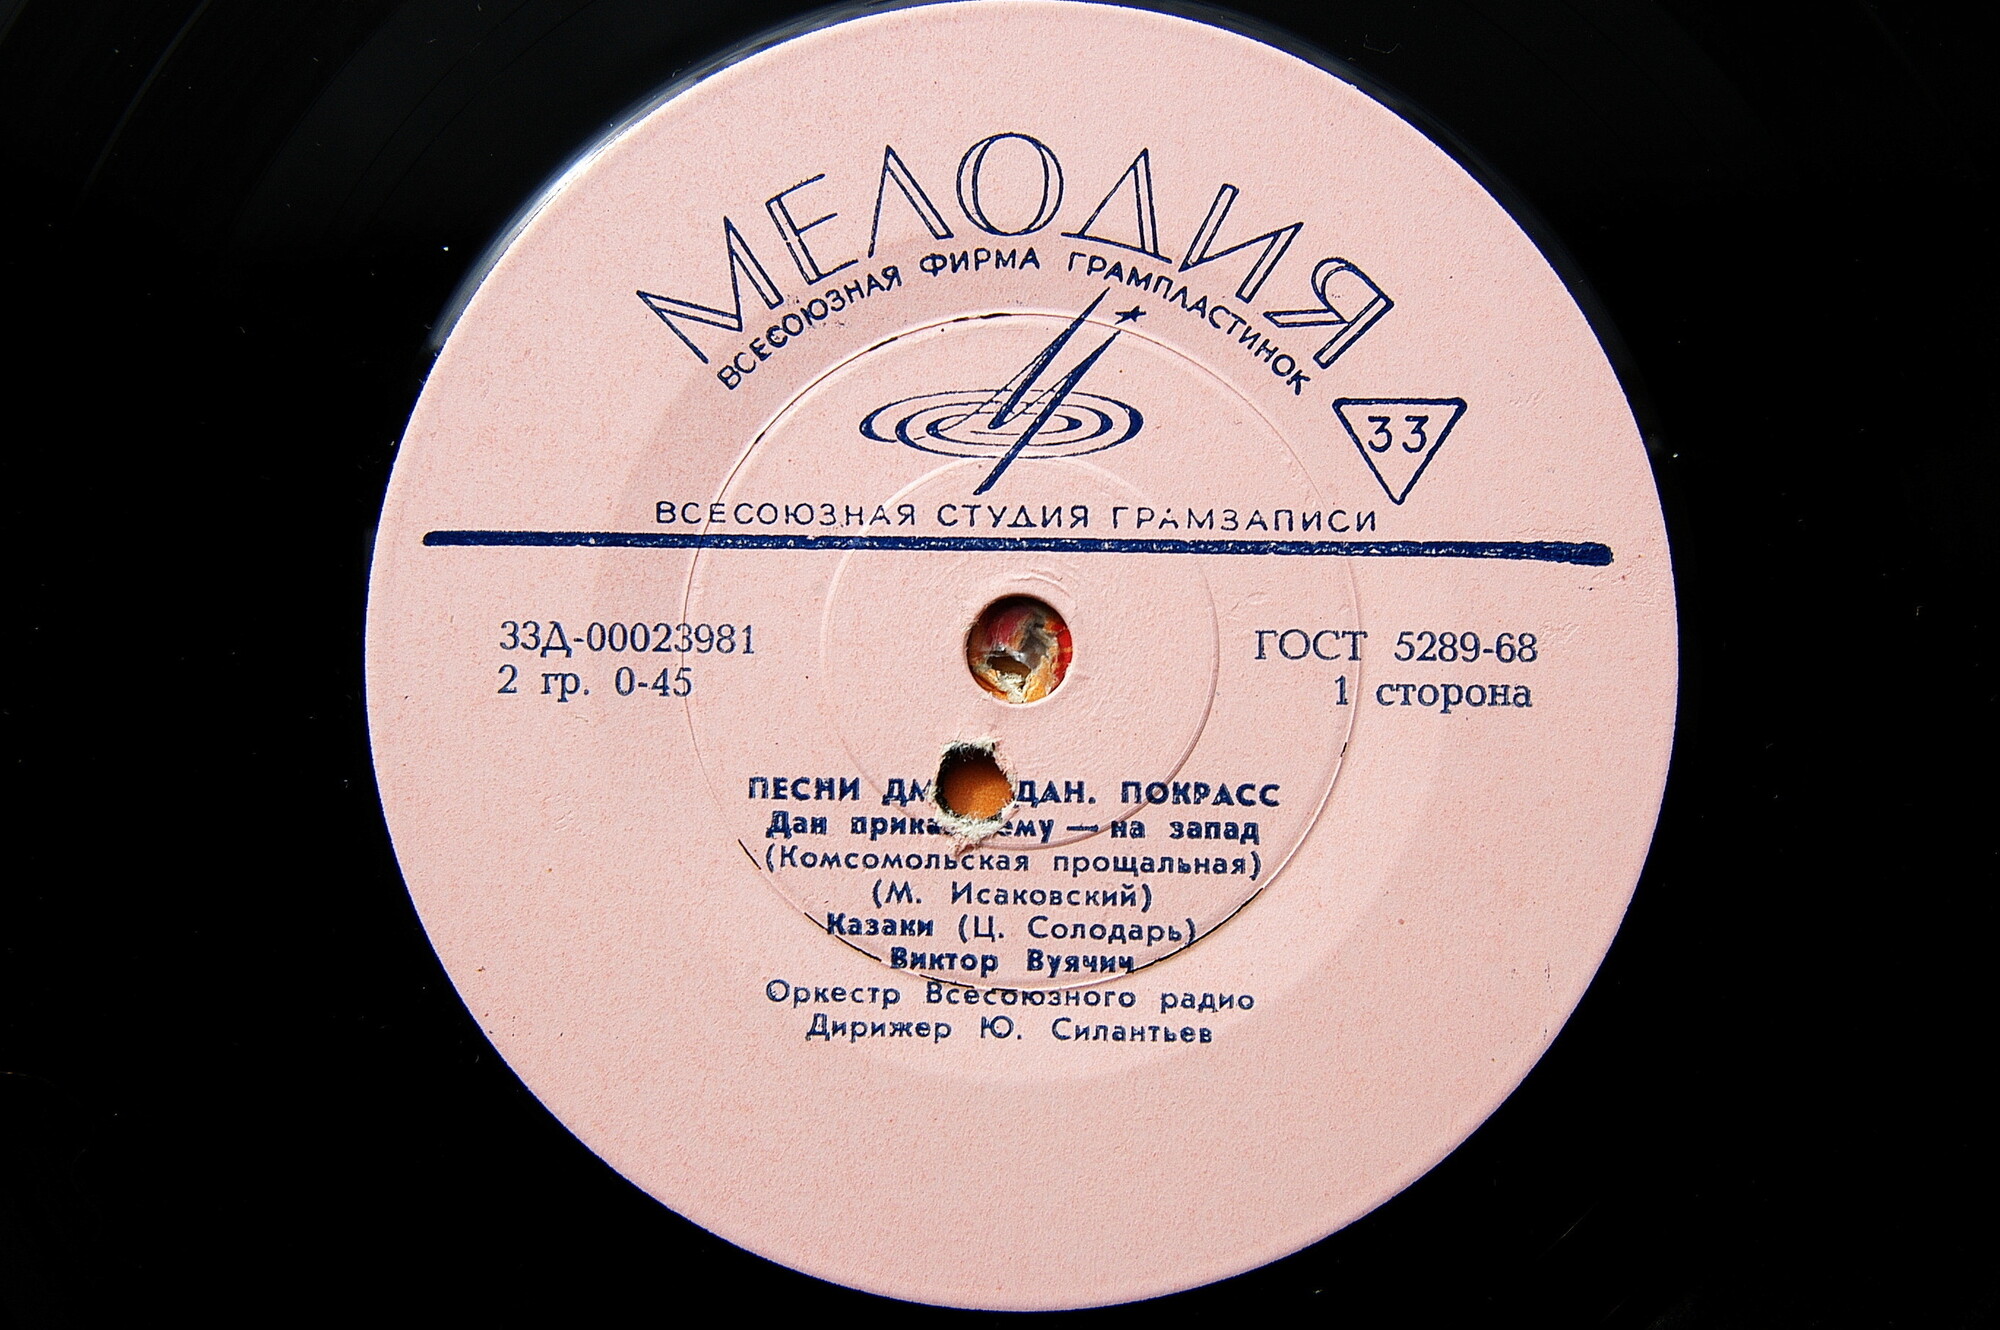 МЕЛОДИЯ
ВСЕСОЮЗНАЯ ФИРМА ГРАМПЛАСТИНОК
33
ВСЕСОЮЗНАЯ СТУДИЯ ГРАМЗАПИСИ
33Д-00023981
2 гр. 0-45
ГОСТ 5289-68
1 сторона
ПЕСНИ ДАН. ПОКРАСС
Дан — на запад
(Комсомольская прощальная)
(М. Исаковский)
Казаки (Ц. Солодарь)
Виктор Вуячич
Оркестр Всесоюзного радио
Дирижер Ю. Силантьев